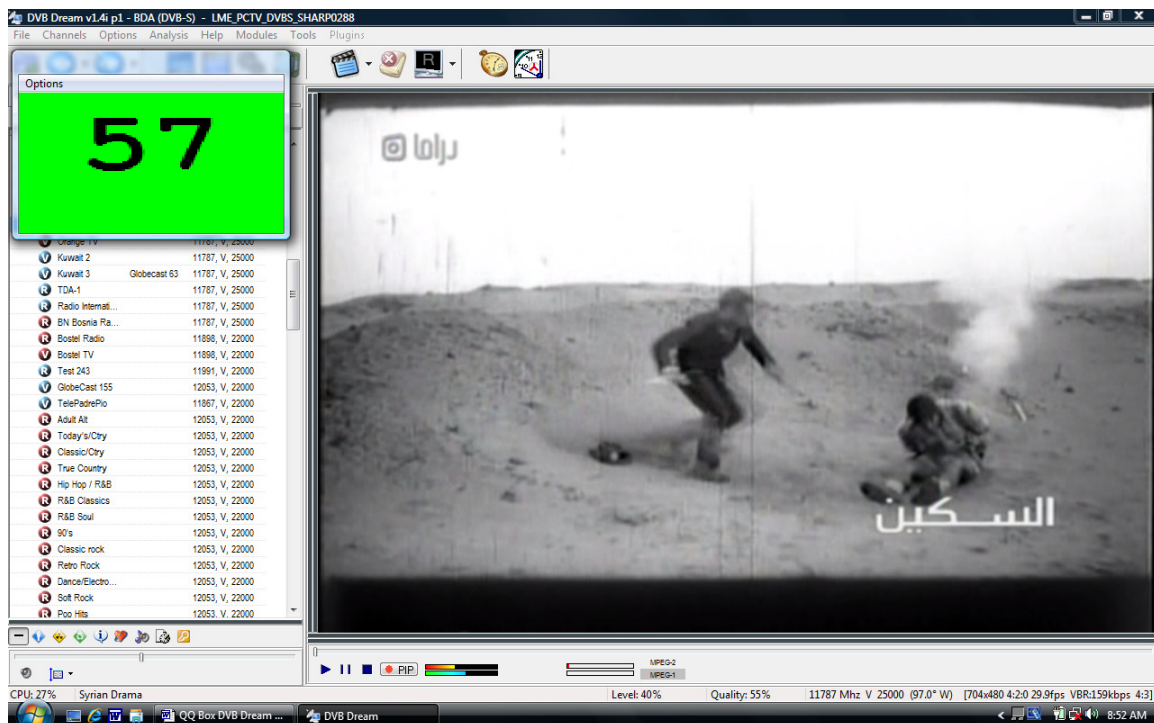 DVB Dream v1.4i p1 - BDA (DVB-S) - LME_PCTV_DVBS_SHARP0288
File Channels Options Analysis Help Modules Tools Plugins
Options
57
دراما
Orange TV 11787, V, 25000
Kuwait 2 11787, V, 25000
Kuwait 3 Globecast 63 11787, V, 25000
TDA-1 11787, V, 25000
Radio Internati... 11787, V, 25000
BN Bosnia Ra... 11787, V, 25000
Bostel Radio 11898, V, 22000
Bostel TV 11898, V, 22000
Test 243 11991, V, 22000
GlobeCast 155 12053, V, 22000
TelePadrePio 11867, V, 22000
Adult Alt 12053, V, 22000
Today's/Ctry 12053, V, 22000
Classic/Ctry 12053, V, 22000
True Country 12053, V, 22000
Hip Hop / R&B 12053, V, 22000
R&B Classics 12053, V, 22000
R&B Soul 12053, V, 22000
90's 12053, V, 22000
Classic rock 12053, V, 22000
Retro Rock 12053, V, 22000
Dance/Electro... 12053, V, 22000
Soft Rock 12053, V, 22000
Pop Hits 12053, V, 22000
السكين
PIP
MPEG-2
MPEG-1
CPU: 27% Syrian Drama Level: 40% Quality: 55% 11787 Mhz V 25000 (97.0° W) [704x480 4:2:0 29.9fps VBR:159kbps 4:3]
QQ Box DVB Dream ... DVB Dream 8:52 AM